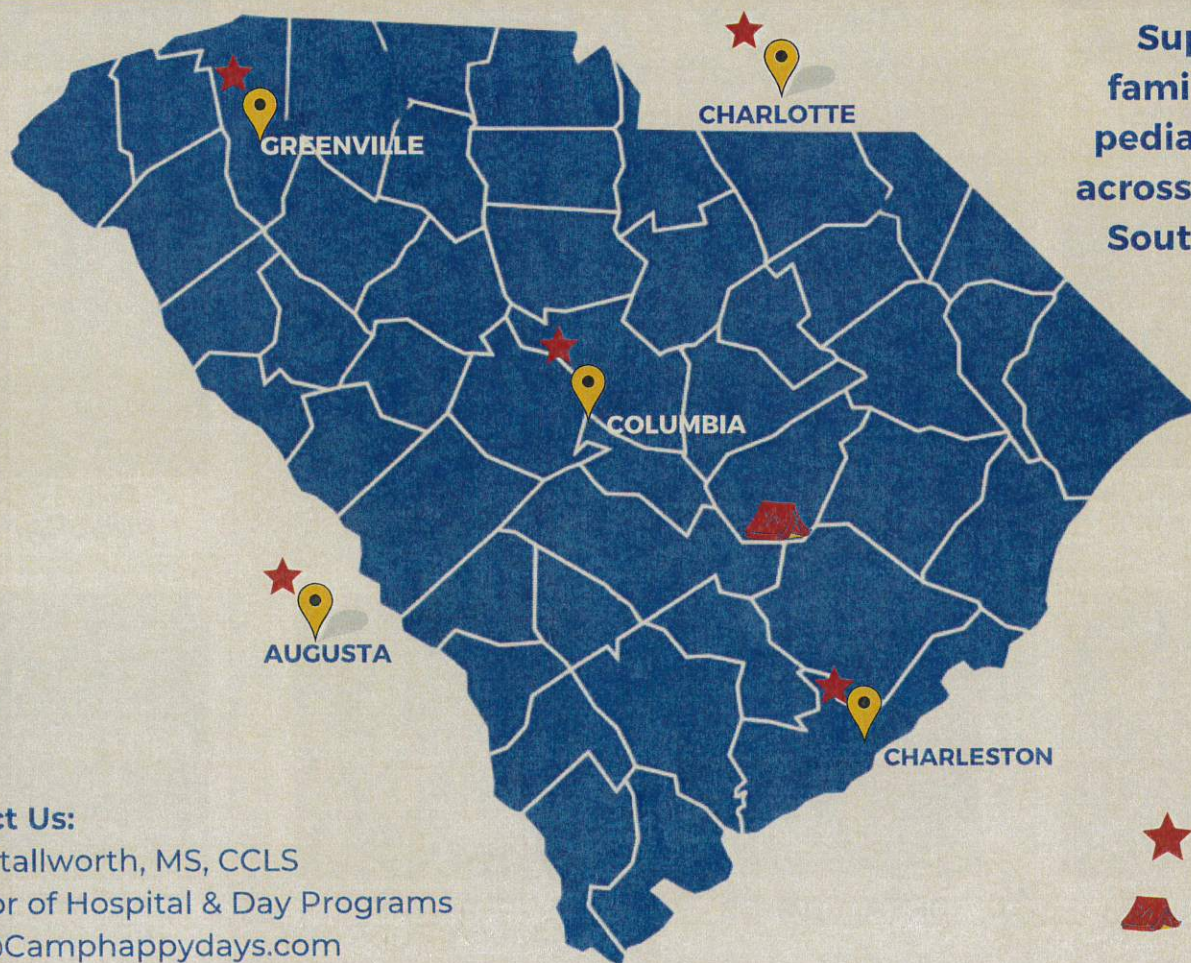 Sup
famil
pedia
across
Sout
CHARLOTTE
GREENVILLE
COLUMBIA
AUGUSTA
CHARLESTON
ct Us:
tallworth, MS, CCLS
or of Hospital & Day Programs
@Camphappydays.com